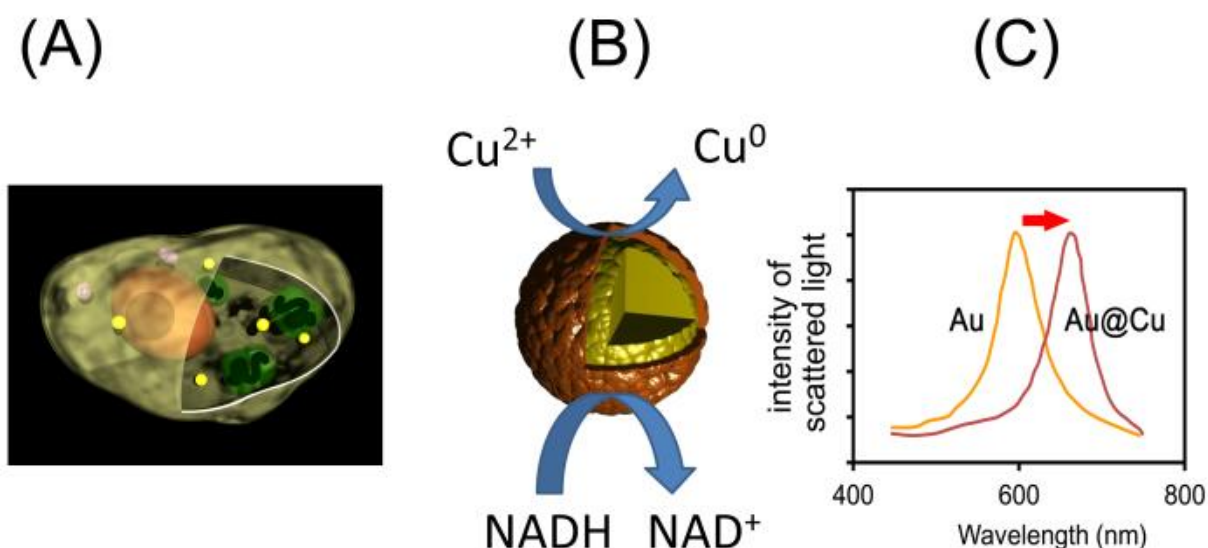 (A)
(B)
(C)
Cu²⁺
Cu⁰
NADH
NAD⁺
intensity of
scattered light
Au
Au@Cu
400
600
800
Wavelength (nm)